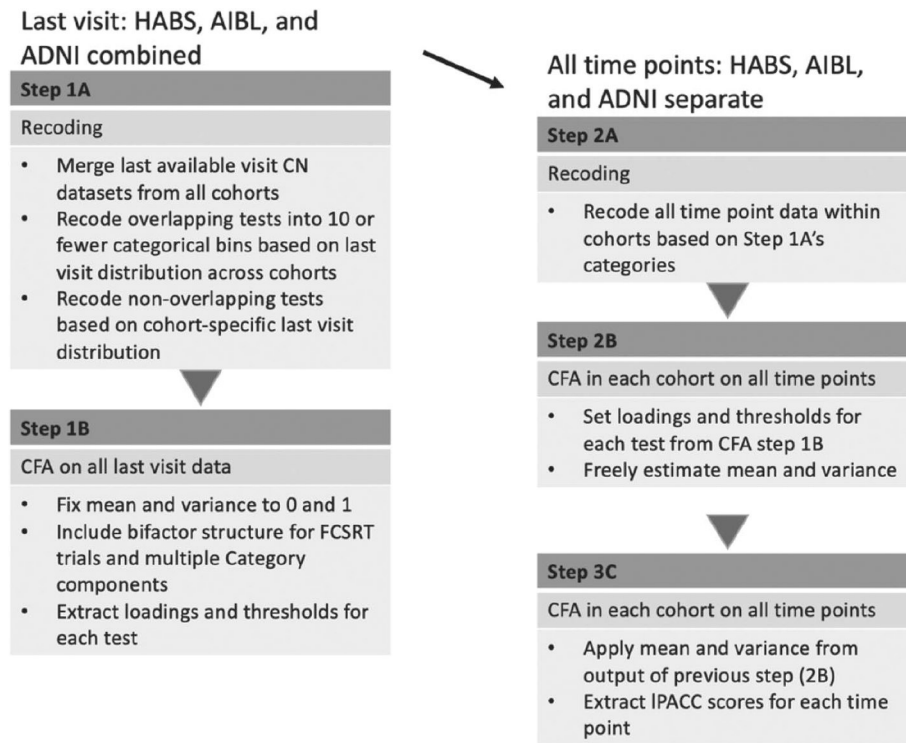 Last visit: HABS, AIBL, and
ADNI combined
Step 1A
Recoding
• Merge last available visit CN
datasets from all cohorts
• Recode overlapping tests into 10 or
fewer categorical bins based on last
visit distribution across cohorts
• Recode non-overlapping tests
based on cohort-specific last visit
distribution
Step 1B
CFA on all last visit data
• Fix mean and variance to 0 and 1
• Include bifactor structure for FCSRT
trials and multiple Category
components
• Extract loadings and thresholds for
each test
All time points: HABS, AIBL,
and ADNI separate
Step 2A
Recoding
• Recode all time point data within
cohorts based on Step 1A's
categories
Step 2B
CFA in each cohort on all time points
• Set loadings and thresholds for
each test from CFA step 1B
• Freely estimate mean and variance
Step 3C
CFA in each cohort on all time points
• Apply mean and variance from
output of previous step (2B)
• Extract lPACC scores for each time
point